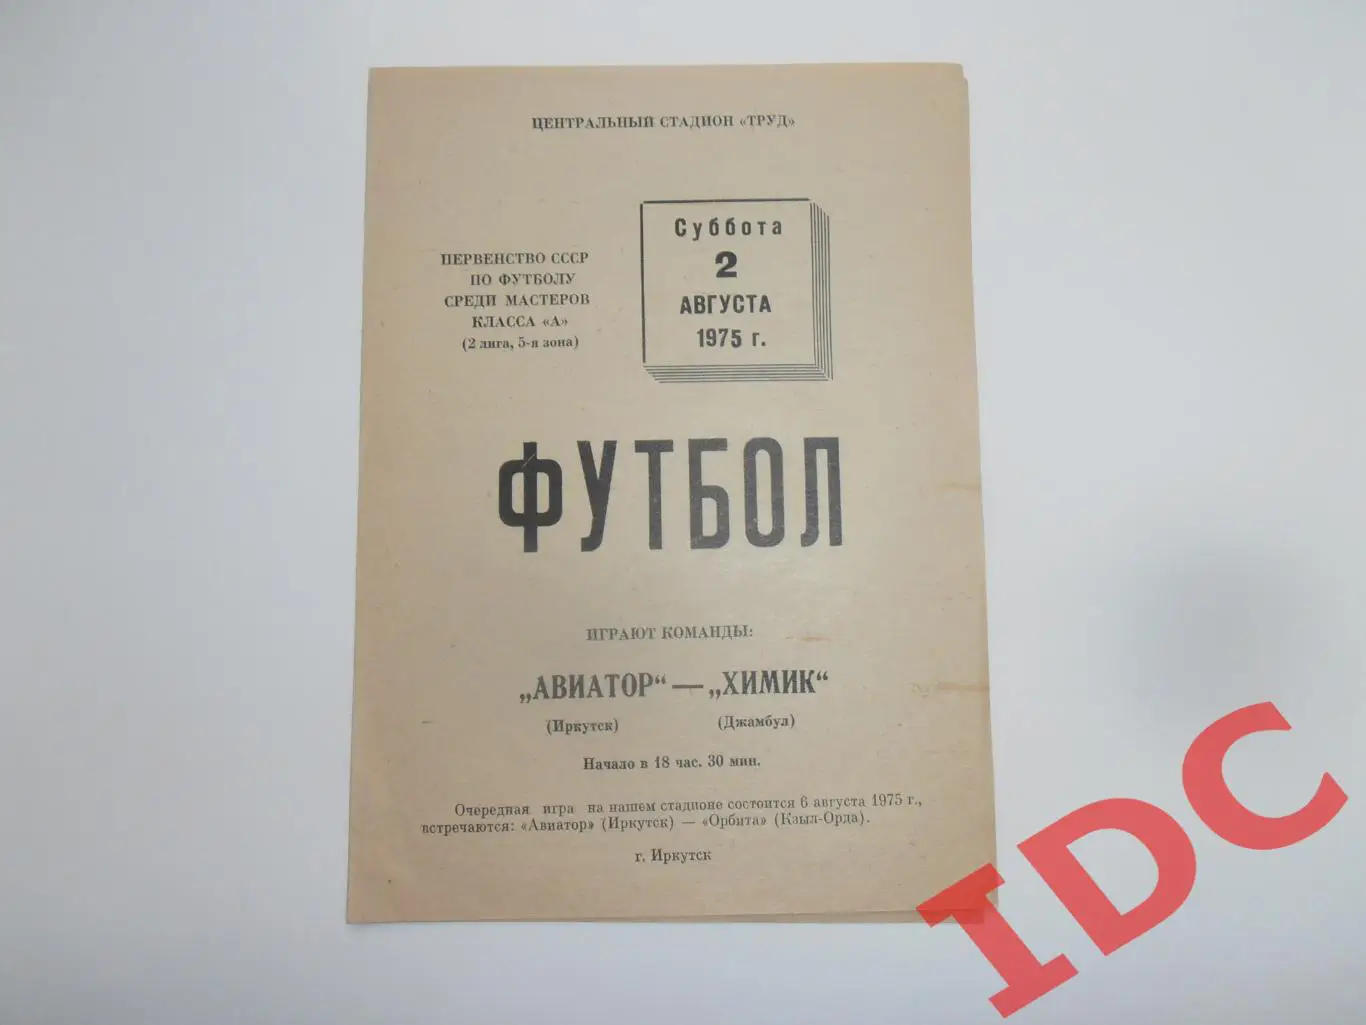 ЦЕНТРАЛЬНЫЙ СТАДИОН «ТРУД»
ПЕРВЕНСТВО СССР
ПО ФУТБОЛУ
СРЕДИ МАСТЕРОВ
КЛАССА «А»
(2 лига, 5-я зона)
Суббота
2
АВГУСТА
1975 г.
ФУТБОЛ
ИГРАЮТ КОМАНДЫ:
„АВИАТОР“ — „ХИМИК“
(Иркутск) (Джамбул)
Начало в 18 час. 30 мин.
Очередная игра на нашем стадионе состоится 6 августа 1975 г.,
встречаются: «Авиатор» (Иркутск) — «Орбита» (Кзыл-Орда).
г. Иркутск
IDC